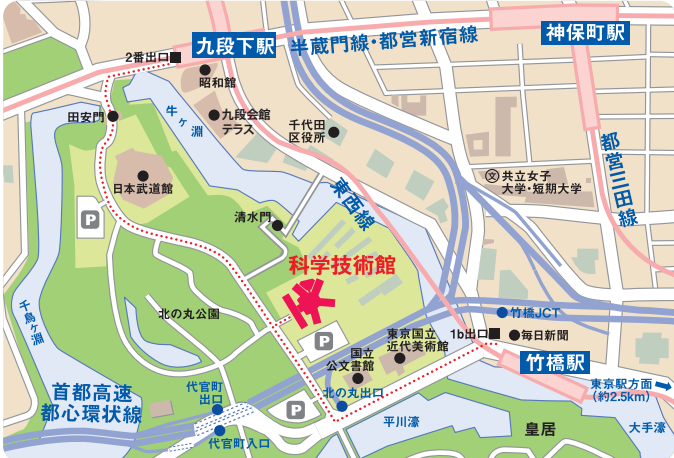 九段下駅
半蔵門線・都営新宿線
神保町駅
2番出口
昭和館
田安門
牛ヶ淵
九段会館
テラス
千代田
区役所
都営三田線
文
共立女子
大学・短期大学
日本武道館
東西線
P
清水門
科学技術館
千鳥ヶ淵
北の丸公園
竹橋JCT
1b出口
毎日新聞
P
東京国立
近代美術館
国立
公文書館
竹橋駅
首都高速
都心環状線
代官町
出口
北の丸出口
東京駅方面
(約2.5km)
P
代官町入口
平川濠
皇居
大手濠